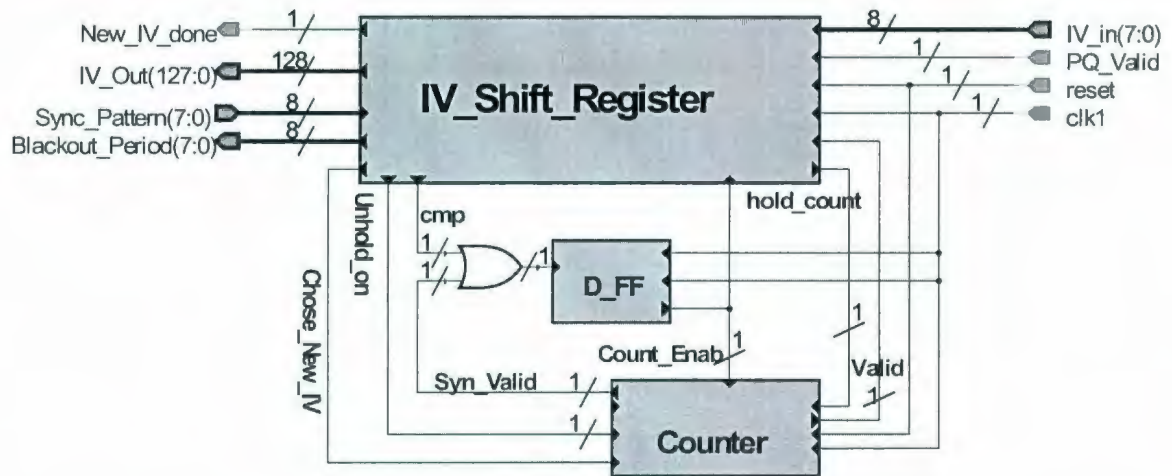 New_IV_done
1
8
IV_in(7:0)
IV_Out(127:0)
128
1
PQ_Valid
IV_Shift_Register
1
reset
Sync_Pattern(7:0)
8
1
clk1
Blackout_Period(7:0)
8
Unhold_on
cmp
hold_count
1
1
1
D_FF
Chose_New_IV
Count_Enab
1
1
Valid
Syn_Valid
1
1
1
Counter